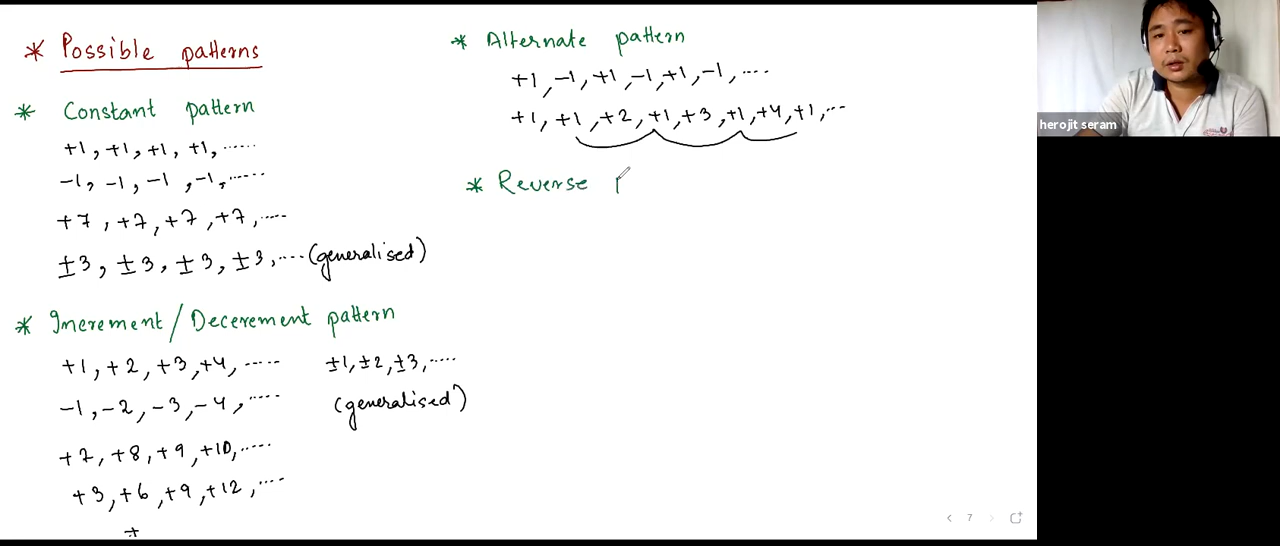 * Possible patterns
* Constant pattern
+1, +1, +1, +1, ......
-1, -1, -1, -1, ......
+7, +7, +7, +7, ....
±3, ±3, ±3, ±3, .... (generalised)
* Increment / Decerement pattern
+1, +2, +3, +4, ..... ±1, ±2, ±3, .....
-1, -2, -3, -4, .... (generalised)
+7, +8, +9, +10, .....
+3, +6, +9, +12, ....
+
* Alternate pattern
+1, -1, +1, -1, +1, -1, ....
+1, +1, +2, +1, +3, +1, +4, +1, ...
* Reverse
herojit seram
< 7 >